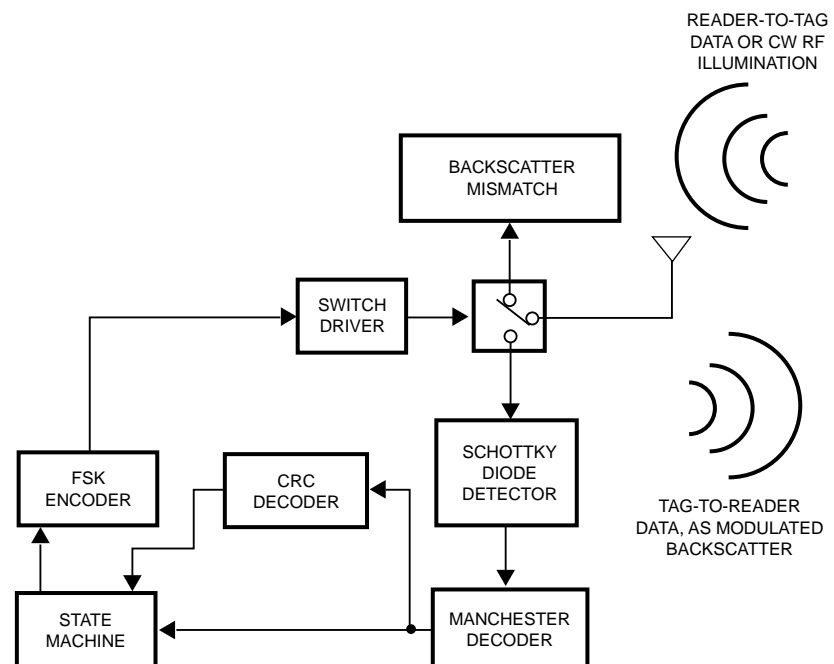 READER-TO-TAG
DATA OR CW RF
ILLUMINATION
BACKSCATTER
MISMATCH
SWITCH
DRIVER
SCHOTTKY
DIODE
DETECTOR
FSK
ENCODER
CRC
DECODER
TAG-TO-READER
DATA, AS MODULATED
BACKSCATTER
STATE
MACHINE
MANCHESTER
DECODER